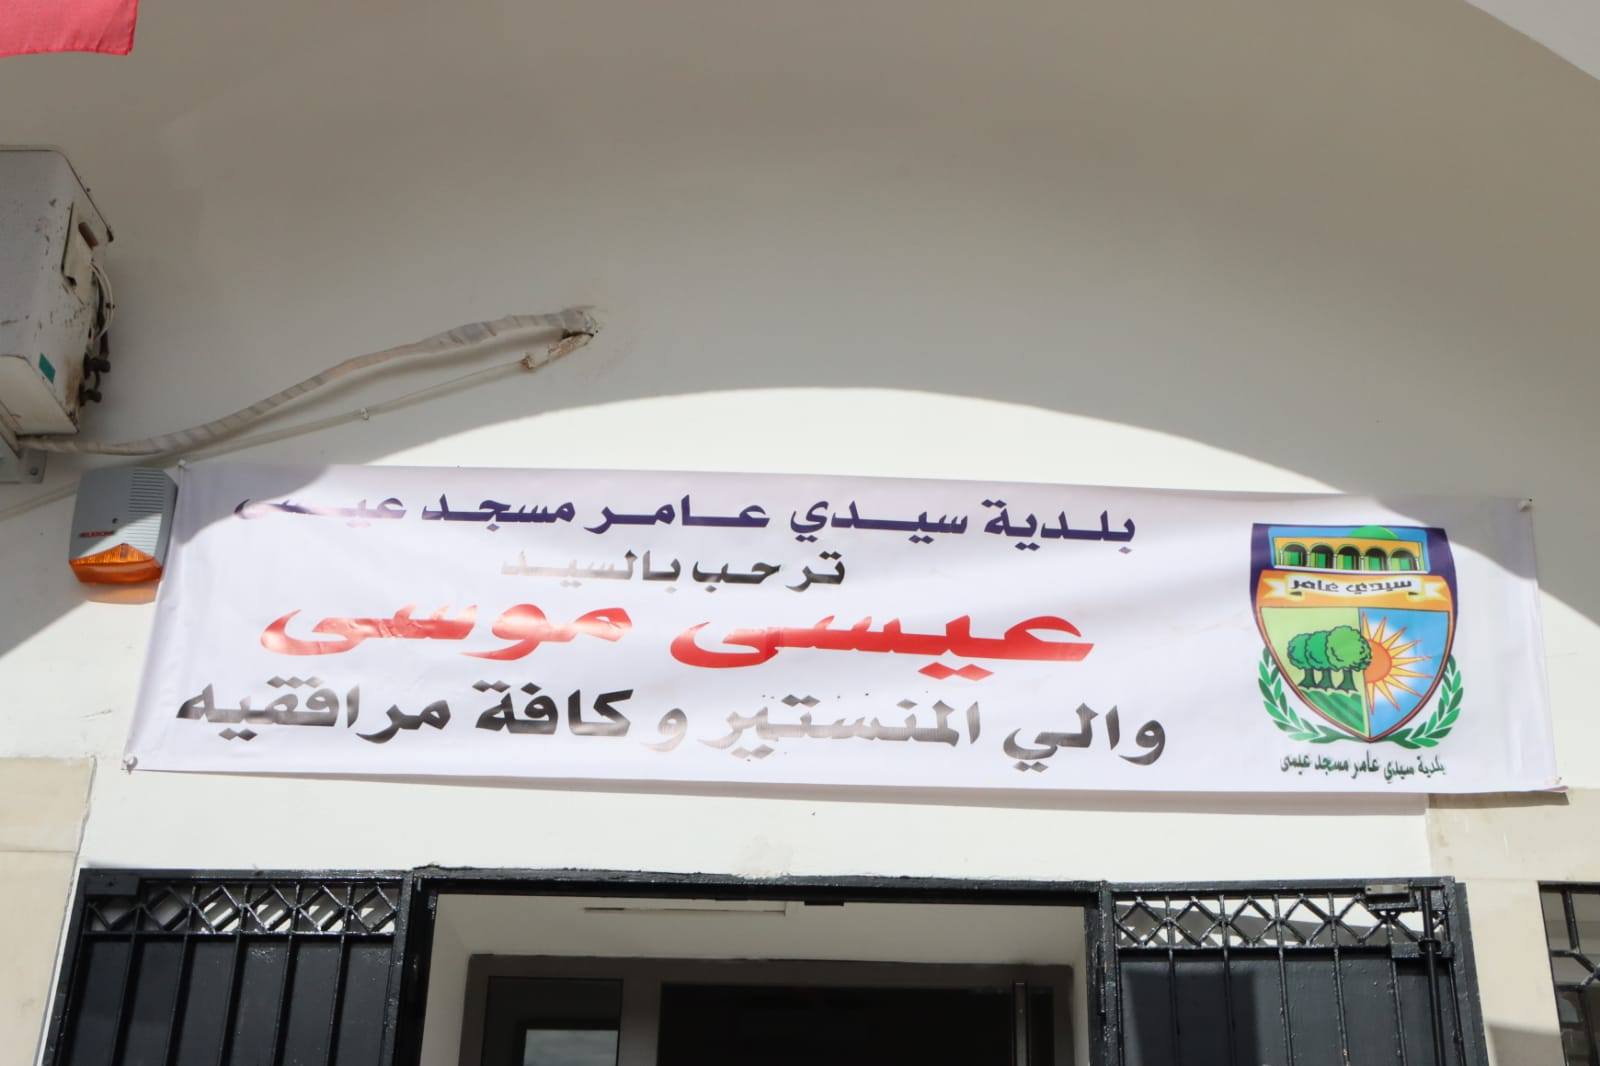 بلدية سيدي عامر مسجد عيسى
ترحب بالسيد
عيسى موسى
والي المنستير وكافة مرافقيه
سيدي عامر
بلدية سيدي عامر مسجد عيسى